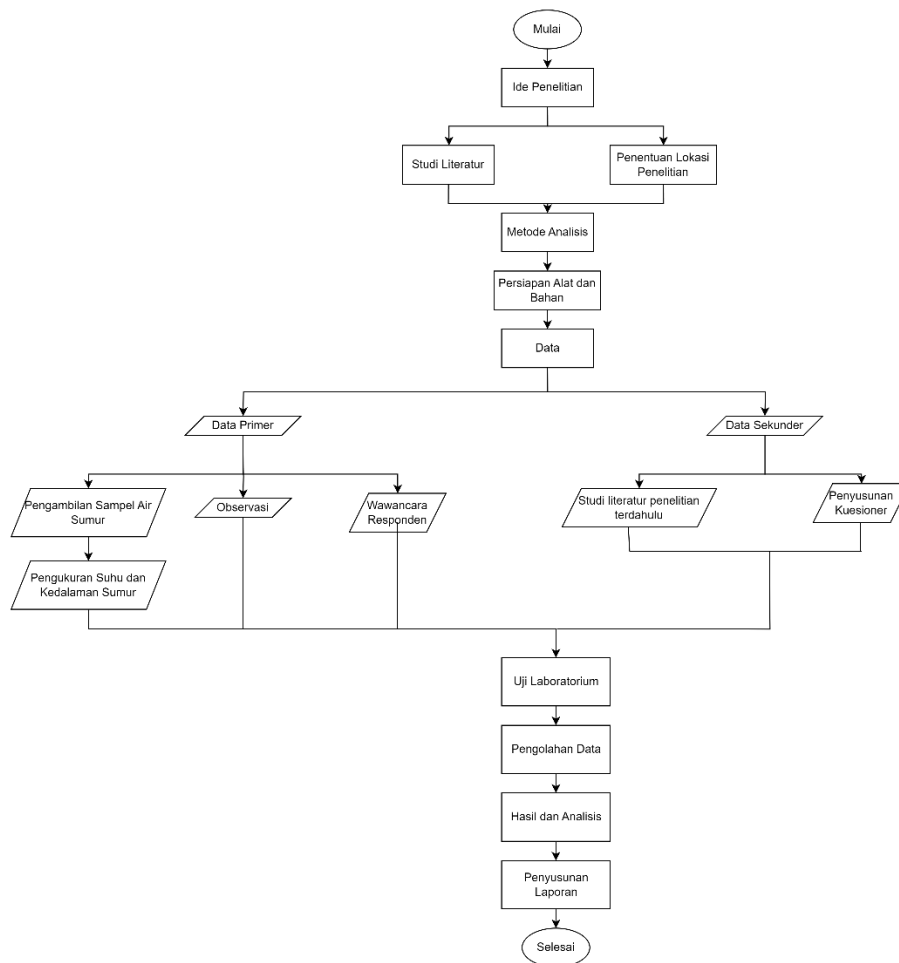 Mulai
Ide Penelitian
Studi Literatur
Penentuan Lokasi
Penelitian
Metode Analisis
Persiapan Alat dan
Bahan
Data
Data Primer
Data Sekunder
Pengambilan Sampel Air
Sumur
Observasi
Wawancara
Responden
Studi literatur penelitian
terdahulu
Penyusunan
Kuesioner
Pengukuran Suhu dan
Kedalaman Sumur
Uji Laboratorium
Pengolahan Data
Hasil dan Analisis
Penyusunan
Laporan
Selesai